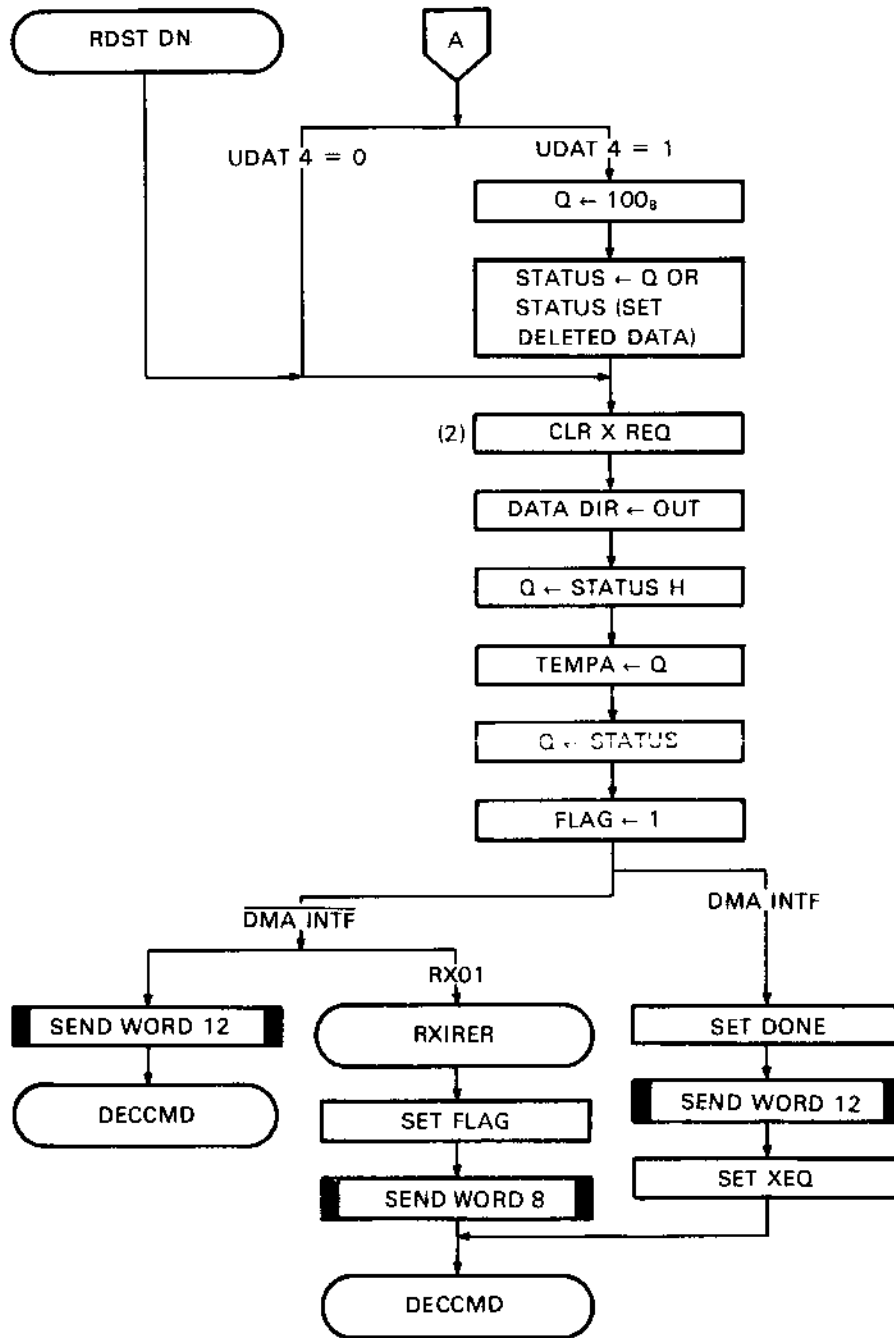 RDST DN
A
UDAT 4 = 0
UDAT 4 = 1
Q ← 100₈
STATUS ← Q OR
STATUS (SET
DELETED DATA)
(2)
CLR X REQ
DATA DIR ← OUT
Q ← STATUS H
TEMPA ← Q
Q ← STATUS
FLAG ← 1
D̅M̅A̅ ̅I̅N̅T̅F̅
DMA INTF
RX01
SEND WORD 12
RXIRER
SET DONE
DECCMD
SET FLAG
SEND WORD 12
SEND WORD 8
SET XEQ
DECCMD